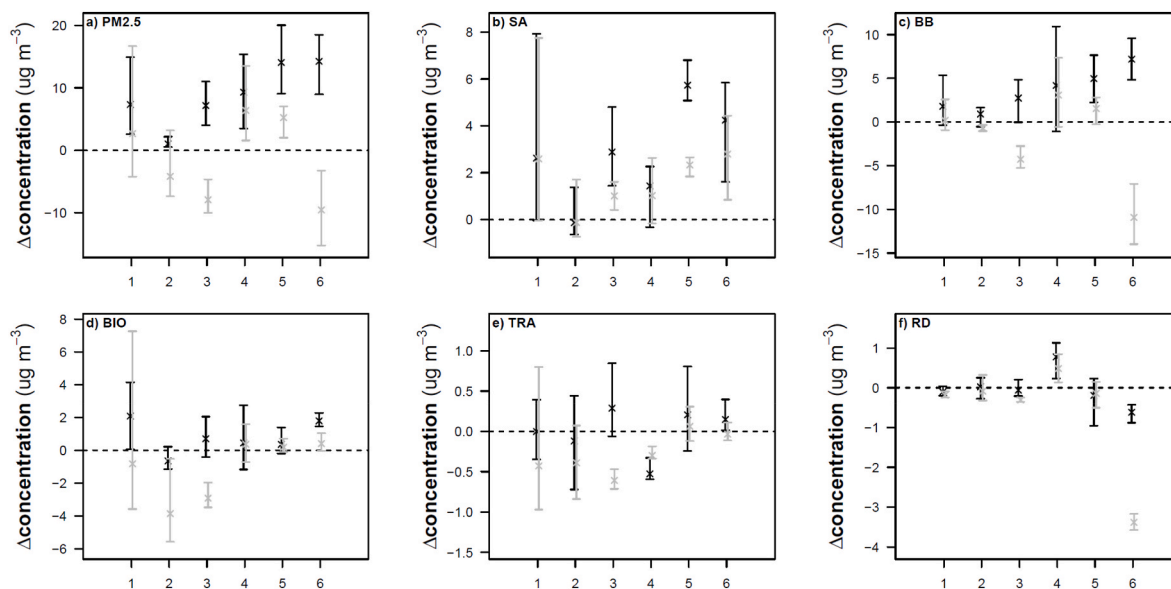 a) PM2.5
Δconcentration (ug m⁻³)
20
10
0
−10
1 2 3 4 5 6
b) SA
Δconcentration (ug m⁻³)
8
6
4
2
0
1 2 3 4 5 6
c) BB
Δconcentration (ug m⁻³)
10
5
0
−5
−10
−15
1 2 3 4 5 6
d) BIO
Δconcentration (ug m⁻³)
8
6
4
2
0
−2
−4
−6
1 2 3 4 5 6
e) TRA
Δconcentration (ug m⁻³)
1.0
0.5
0.0
−0.5
−1.0
−1.5
1 2 3 4 5 6
f) RD
Δconcentration (ug m⁻³)
1
0
−1
−2
−3
−4
1 2 3 4 5 6